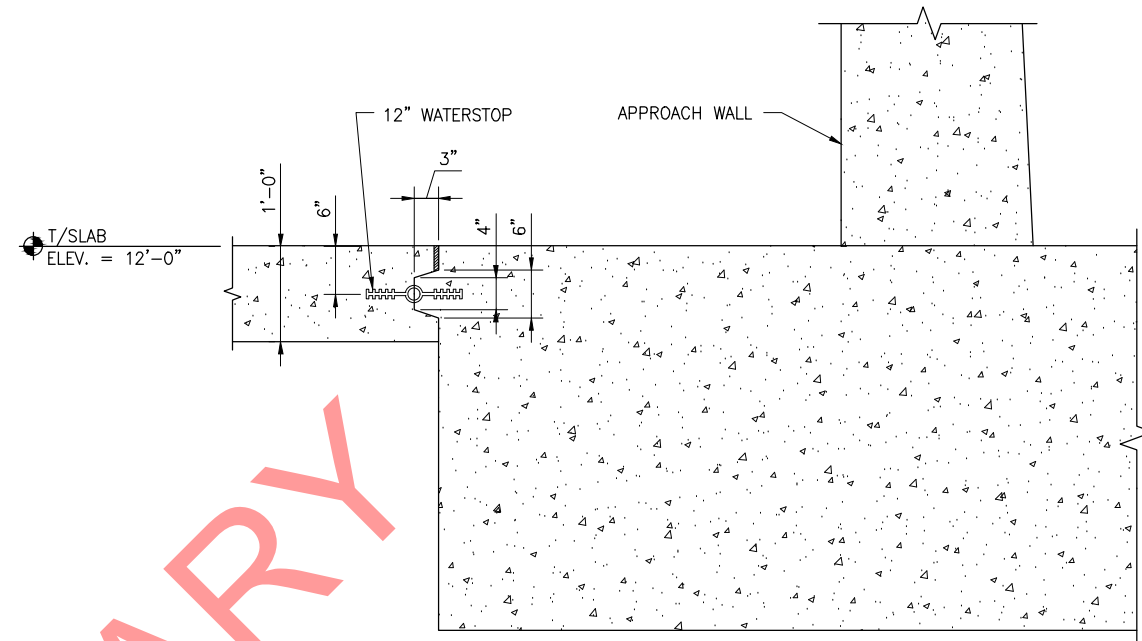 12" WATERSTOP
APPROACH WALL
3"
1'-0"
6"
4"
6"
T/SLAB
ELEV. = 12'-0"
ARY